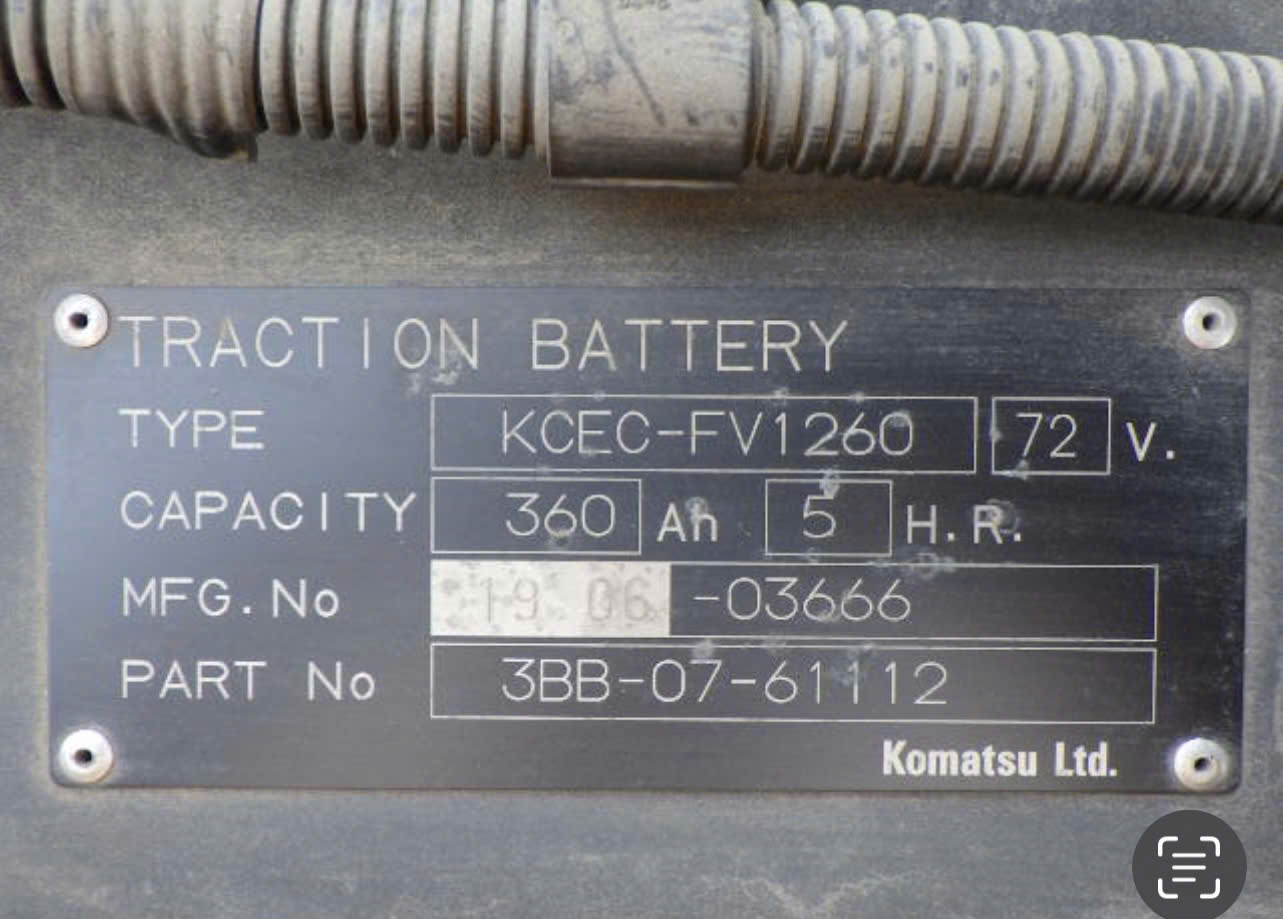 TRACTION BATTERY
TYPE KCEC-FV1260 72 V.
CAPACITY 360 Ah 5 H.R.
MFG.No 19 06 -03666
PART No 3BB-07-61112
Komatsu Ltd.